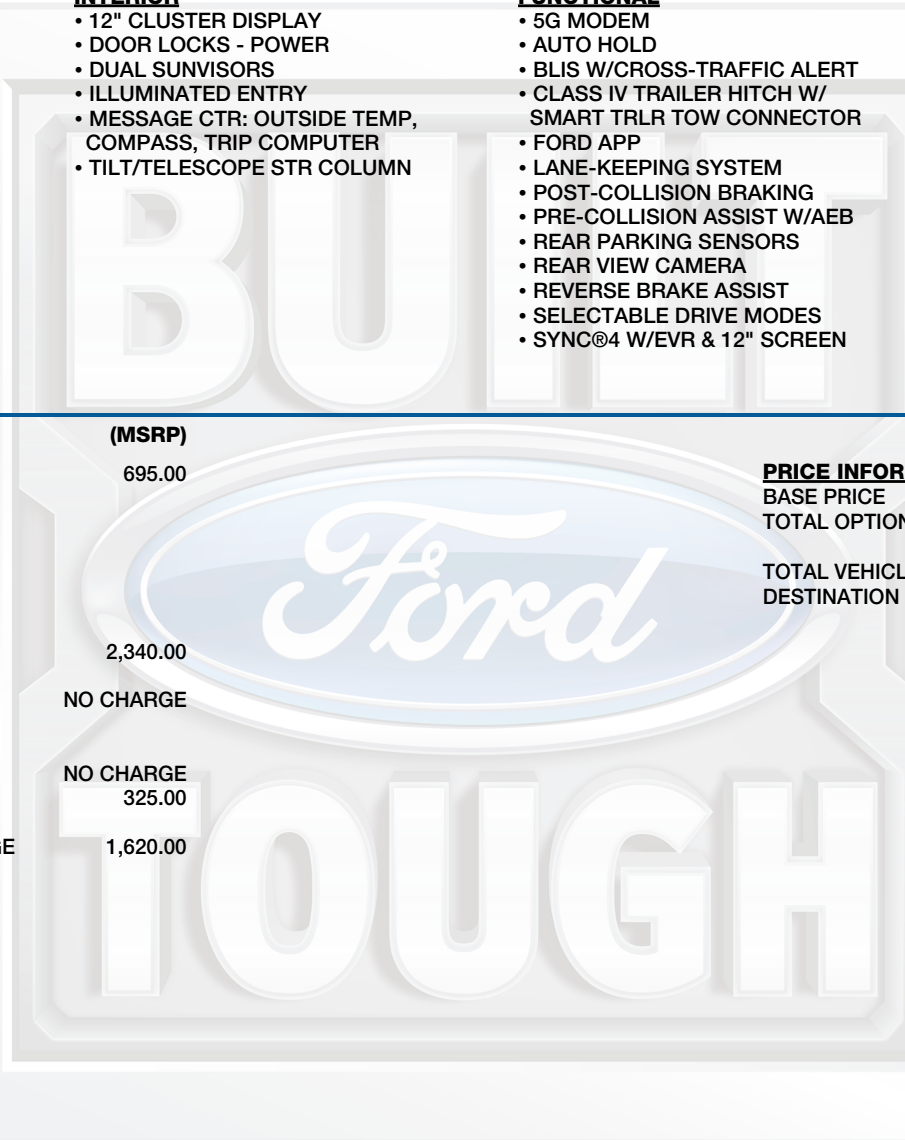 INTERIOR
• 12" CLUSTER DISPLAY
• DOOR LOCKS - POWER
• DUAL SUNVISORS
• ILLUMINATED ENTRY
• MESSAGE CTR: OUTSIDE TEMP,
COMPASS, TRIP COMPUTER
• TILT/TELESCOPE STR COLUMN
FUNCTIONAL
• 5G MODEM
• AUTO HOLD
• BLIS W/CROSS-TRAFFIC ALERT
• CLASS IV TRAILER HITCH W/
SMART TRLR TOW CONNECTOR
• FORD APP
• LANE-KEEPING SYSTEM
• POST-COLLISION BRAKING
• PRE-COLLISION ASSIST W/AEB
• REAR PARKING SENSORS
• REAR VIEW CAMERA
• REVERSE BRAKE ASSIST
• SELECTABLE DRIVE MODES
• SYNC®4 W/EVR & 12" SCREEN
BUILT
(MSRP)
695.00
2,340.00
NO CHARGE
NO CHARGE
325.00
1,620.00
Ford
PRICE INFOR
BASE PRICE
TOTAL OPTION
TOTAL VEHICL
DESTINATION
TOUGH